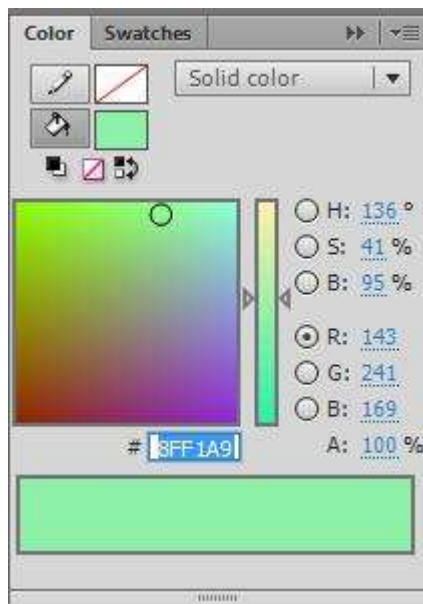 Color Swatches
Solid color
H: 136 °
S: 41 %
B: 95 %
R: 143
G: 241
B: 169
# 8FF1A9 A: 100 %